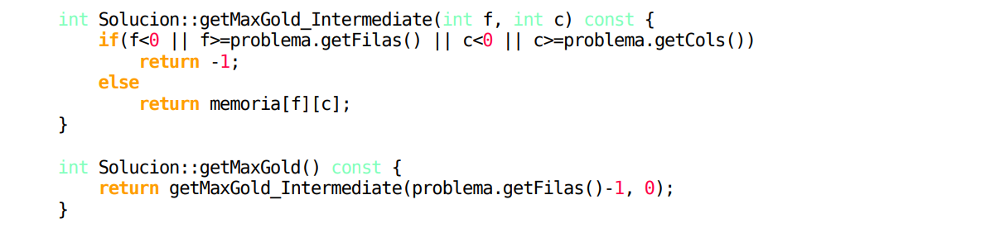 int Solucion::getMaxGold_Intermediate(int f, int c) const {
    if(f<0 || f>=problema.getFilas() || c<0 || c>=problema.getCols())
        return -1;
    else
        return memoria[f][c];
}

int Solucion::getMaxGold() const {
    return getMaxGold_Intermediate(problema.getFilas()-1, 0);
}